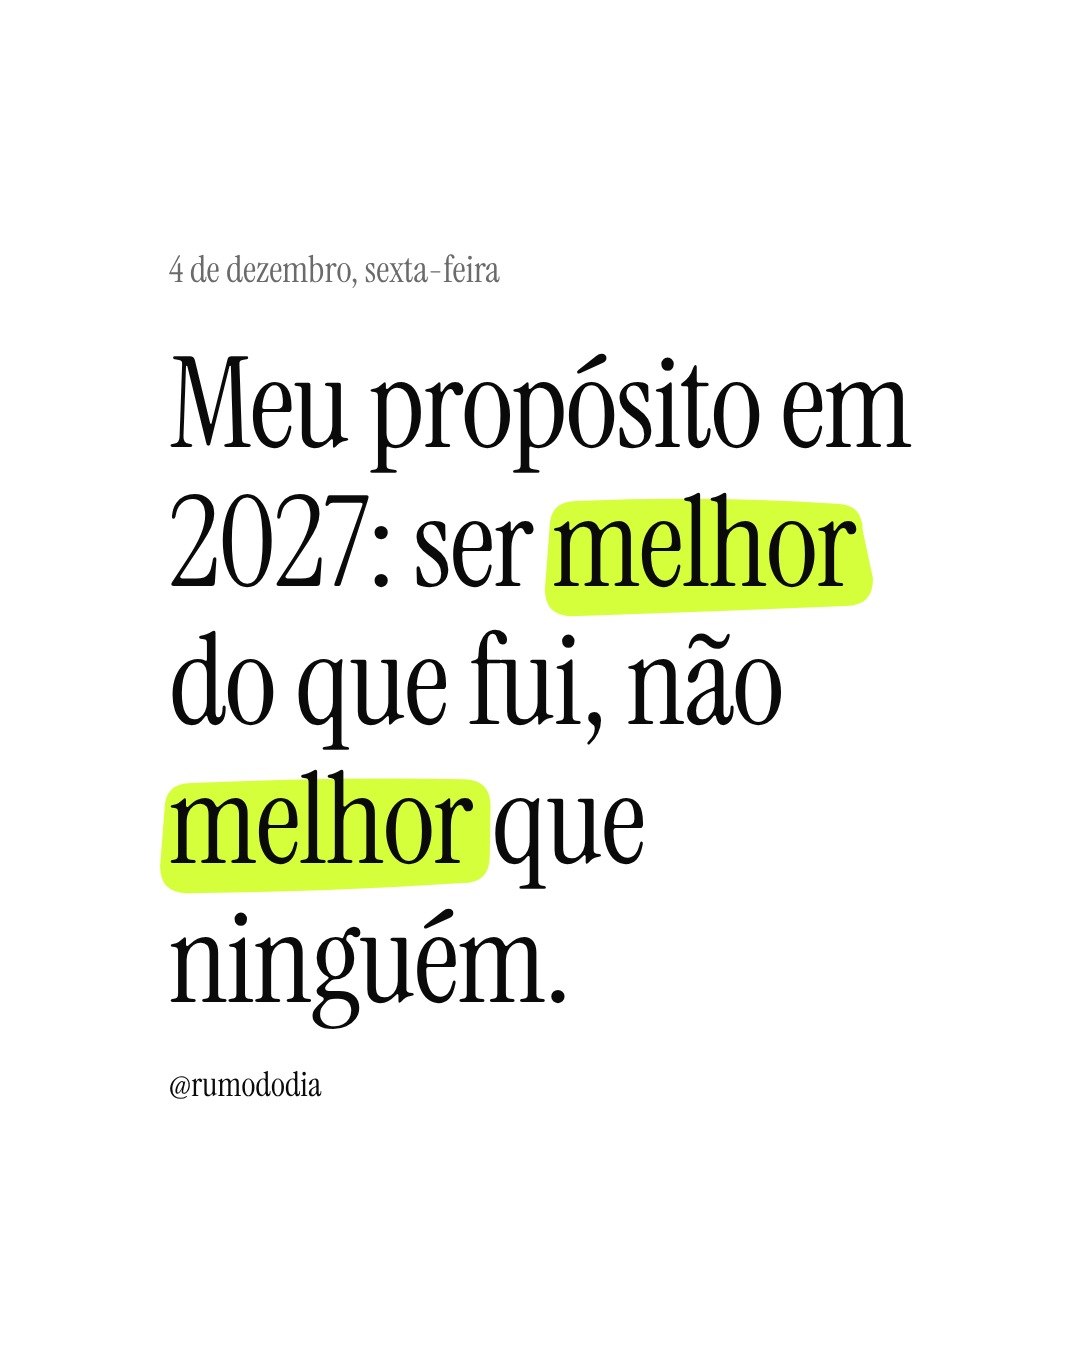 4 de dezembro, sexta-feira
Meu propósito em
2027: ser melhor
do que fui, não
melhor que
ninguém.
@rumododia